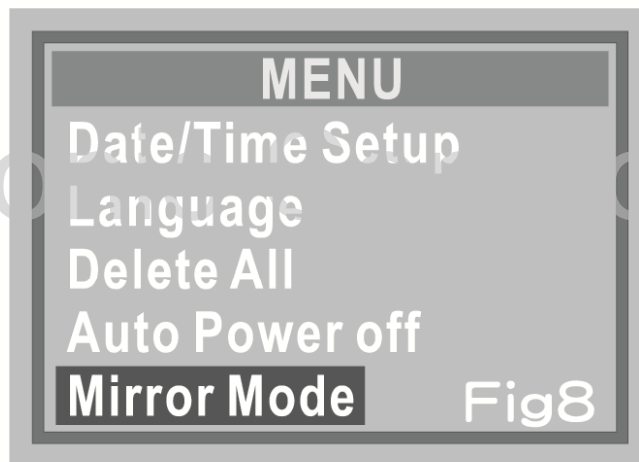 MENU
Date/Time Setup
Language
Delete All
Auto Power off
Mirror Mode
Fig8